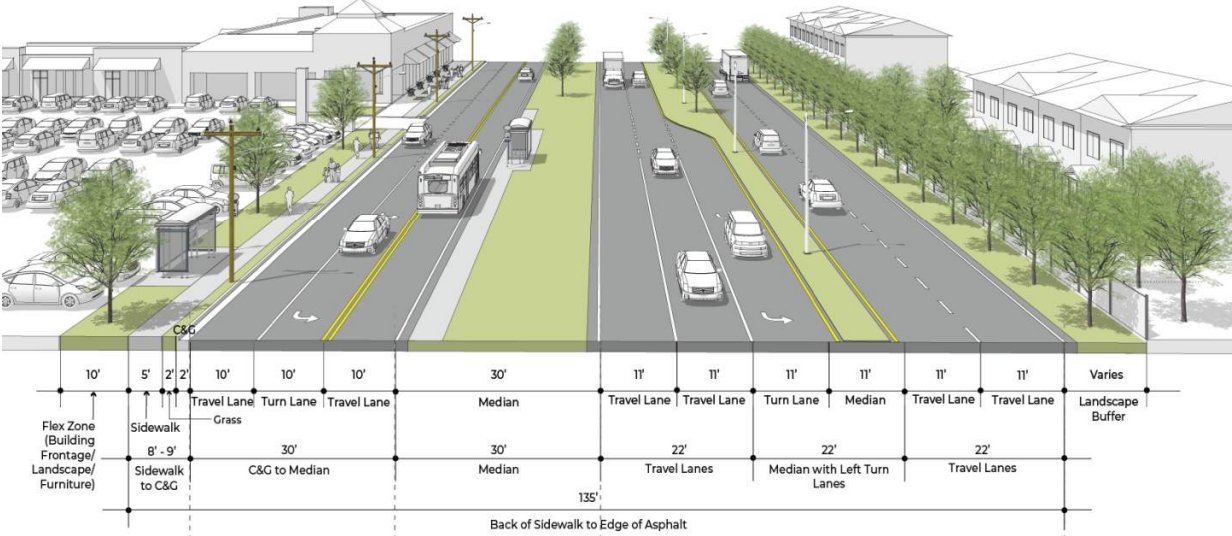 C&G
10'
5'
2'
2'
10'
10'
10'
30'
11'
11'
11'
11'
11'
11'
Varies
Travel Lane
Turn Lane
Travel Lane
Median
Travel Lane
Travel Lane
Turn Lane
Median
Travel Lane
Travel Lane
Landscape
Buffer
Flex Zone
(Building
Frontage/
Landscape/
Furniture)
Sidewalk
Grass
8' - 9'
30'
30'
22'
22'
22'
Sidewalk
to C&G
C&G to Median
Median
Travel Lanes
Median with Left Turn
Lanes
Travel Lanes
135'
Back of Sidewalk to Edge of Asphalt